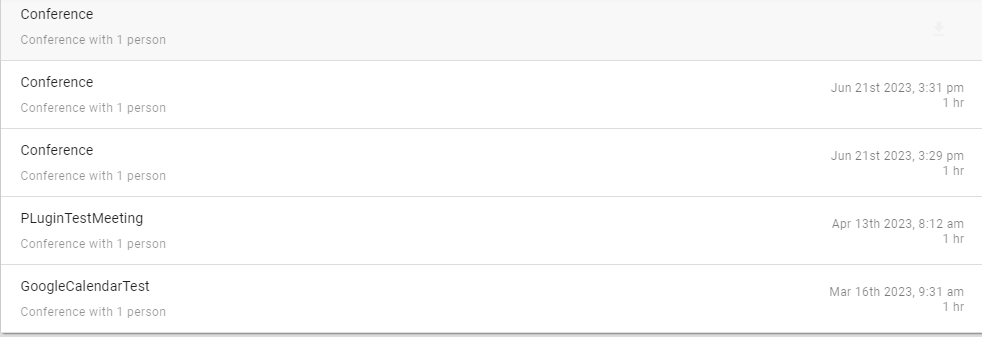 Conference
Conference with 1 person
Conference
Jun 21st 2023, 3:31 pm
Conference with 1 person
1 hr
Conference
Jun 21st 2023, 3:29 pm
Conference with 1 person
1 hr
PLuginTestMeeting
Apr 13th 2023, 8:12 am
Conference with 1 person
1 hr
GoogleCalendarTest
Mar 16th 2023, 9:31 am
Conference with 1 person
1 hr